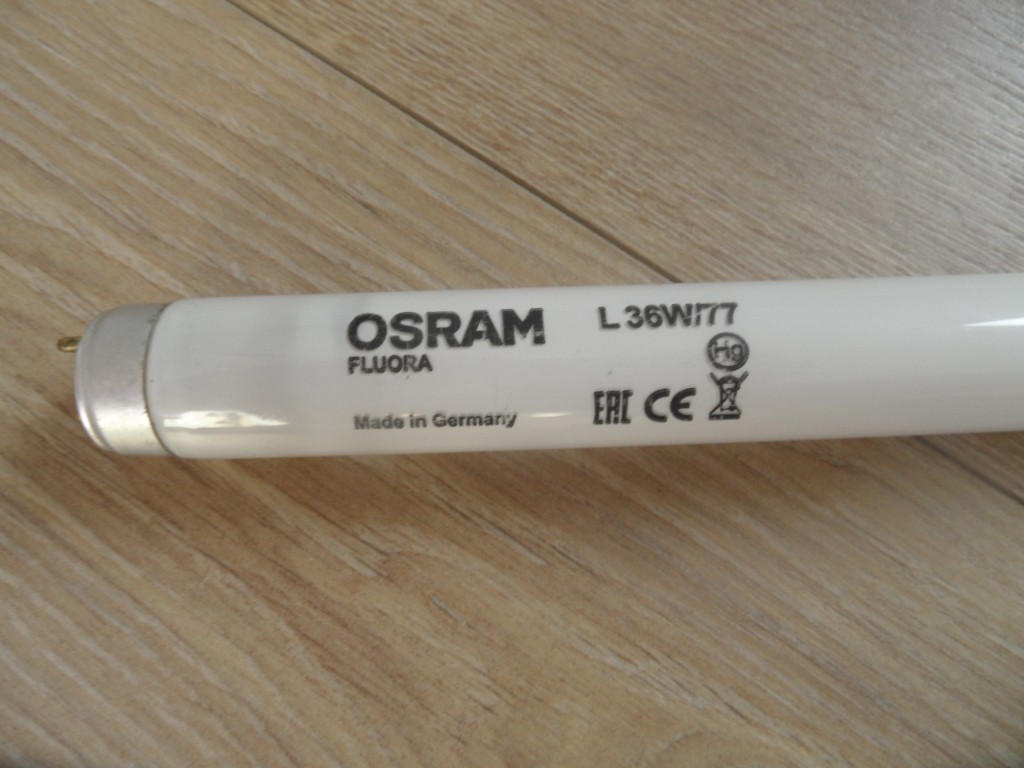 OSRAM
FLUORA
Made in Germany
L 36W/77
Hg
EAC CE